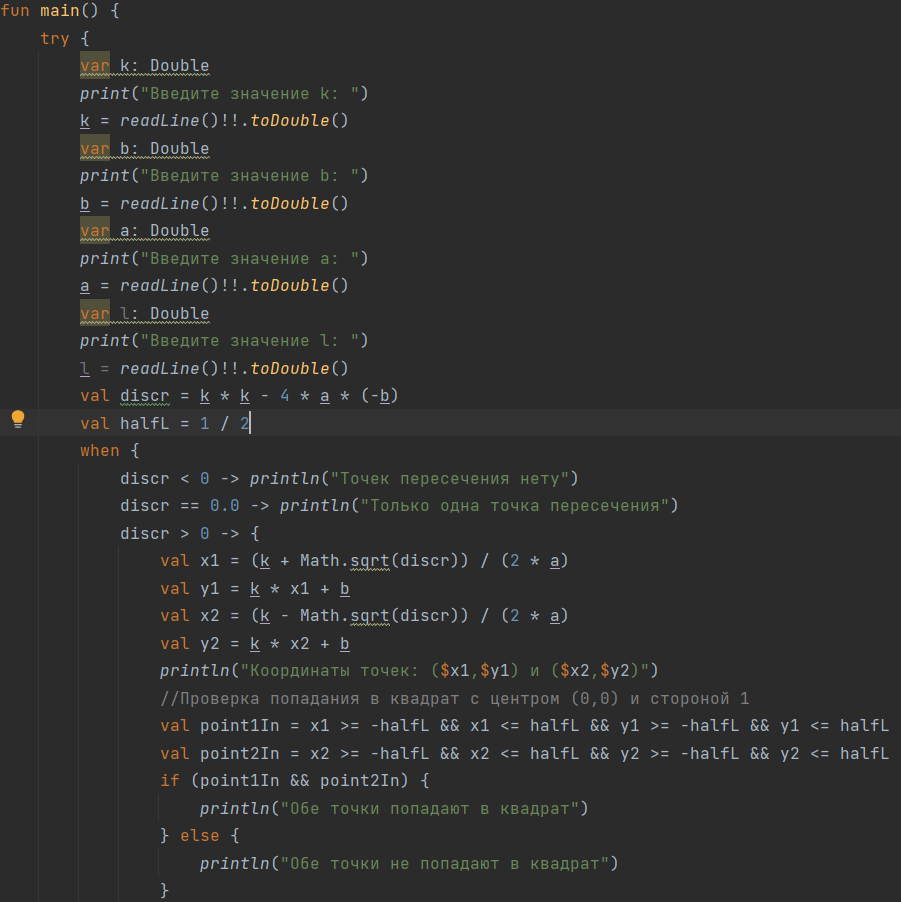 fun main() {
    try {
        var k: Double
        print("Введите значение k: ")
        k = readLine()!!.toDouble()
        var b: Double
        print("Введите значение b: ")
        b = readLine()!!.toDouble()
        var a: Double
        print("Введите значение a: ")
        a = readLine()!!.toDouble()
        var l: Double
        print("Введите значение l: ")
        l = readLine()!!.toDouble()
        val discr = k * k - 4 * a * (-b)
        val halfL = 1 / 2
        when {
            discr < 0 -> println("Точек пересечения нету")
            discr == 0.0 -> println("Только одна точка пересечения")
            discr > 0 -> {
                val x1 = (k + Math.sqrt(discr)) / (2 * a)
                val y1 = k * x1 + b
                val x2 = (k - Math.sqrt(discr)) / (2 * a)
                val y2 = k * x2 + b
                println("Координаты точек: ($x1,$y1) и ($x2,$y2)")
                //Проверка попадания в квадрат с центром (0,0) и стороной 1
                val point1In = x1 >= -halfL && x1 <= halfL && y1 >= -halfL && y1 <= halfL
                val point2In = x2 >= -halfL && x2 <= halfL && y2 >= -halfL && y2 <= halfL
                if (point1In && point2In) {
                    println("Обе точки попадают в квадрат")
                } else {
                    println("Обе точки не попадают в квадрат")
                }